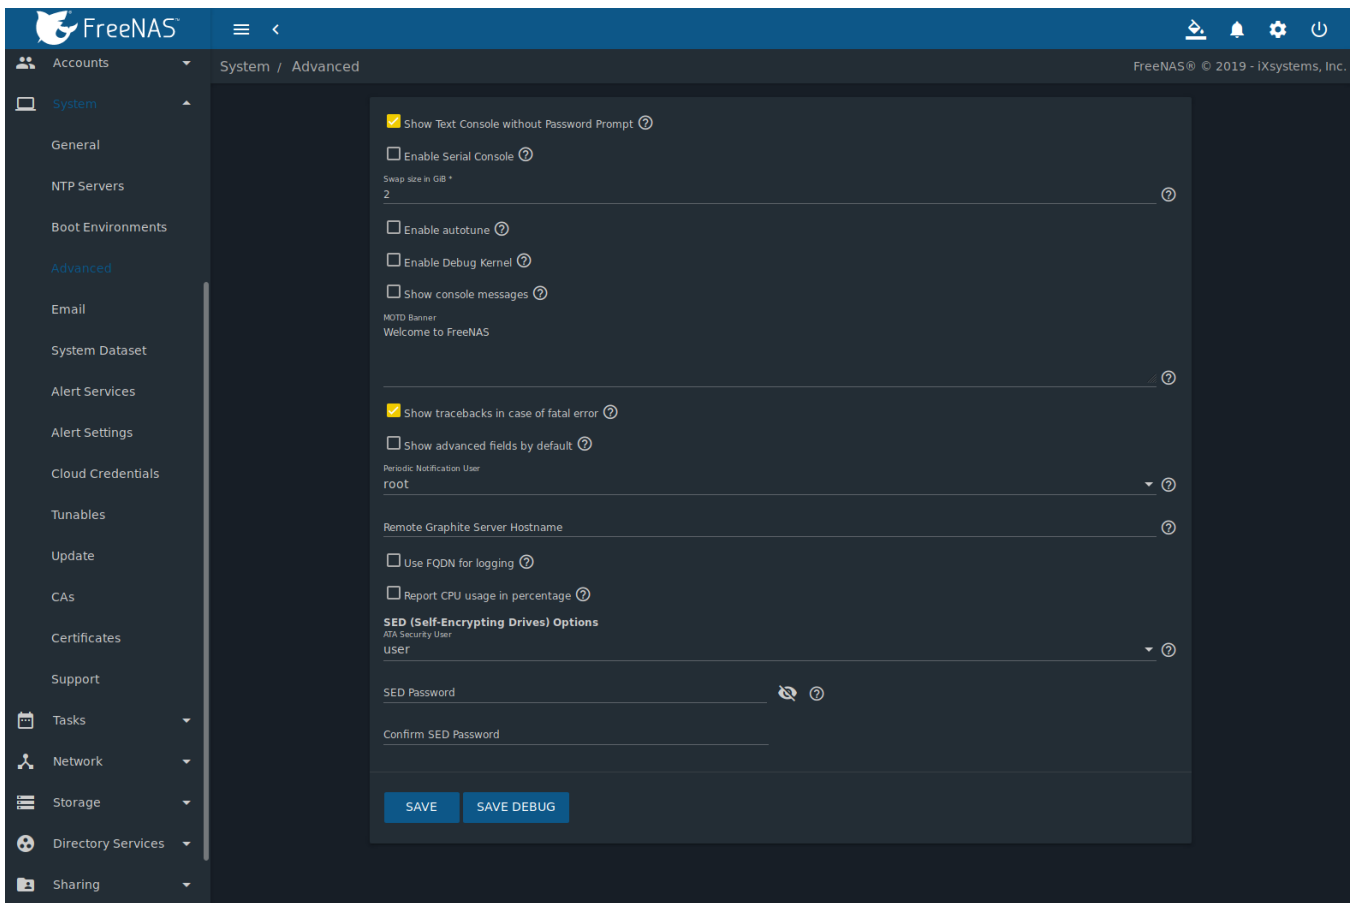 FreeNAS™
Accounts
System
General
NTP Servers
Boot Environments
Advanced
Email
System Dataset
Alert Services
Alert Settings
Cloud Credentials
Tunables
Update
CAs
Certificates
Support
Tasks
Network
Storage
Directory Services
Sharing
System / Advanced
FreeNAS® © 2019 - iXsystems, Inc.
Show Text Console without Password Prompt
Enable Serial Console
Swap size in GiB *
2
Enable autotune
Enable Debug Kernel
Show console messages
MOTD Banner
Welcome to FreeNAS
Show tracebacks in case of fatal error
Show advanced fields by default
Periodic Notification User
root
Remote Graphite Server Hostname
Use FQDN for logging
Report CPU usage in percentage
SED (Self-Encrypting Drives) Options
ATA Security User
user
SED Password
Confirm SED Password
SAVE SAVE DEBUG